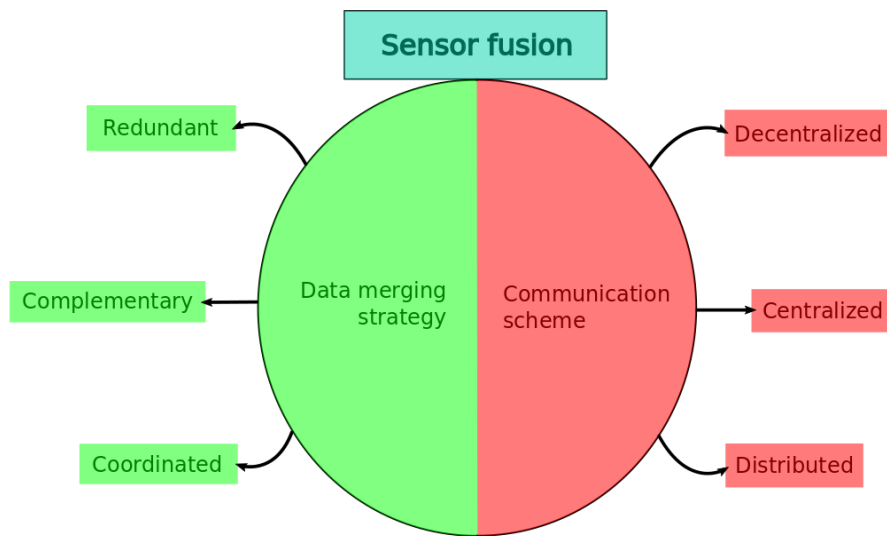 Sensor fusion
Redundant
Complementary
Coordinated
Data merging
strategy
Communication
scheme
Decentralized
Centralized
Distributed